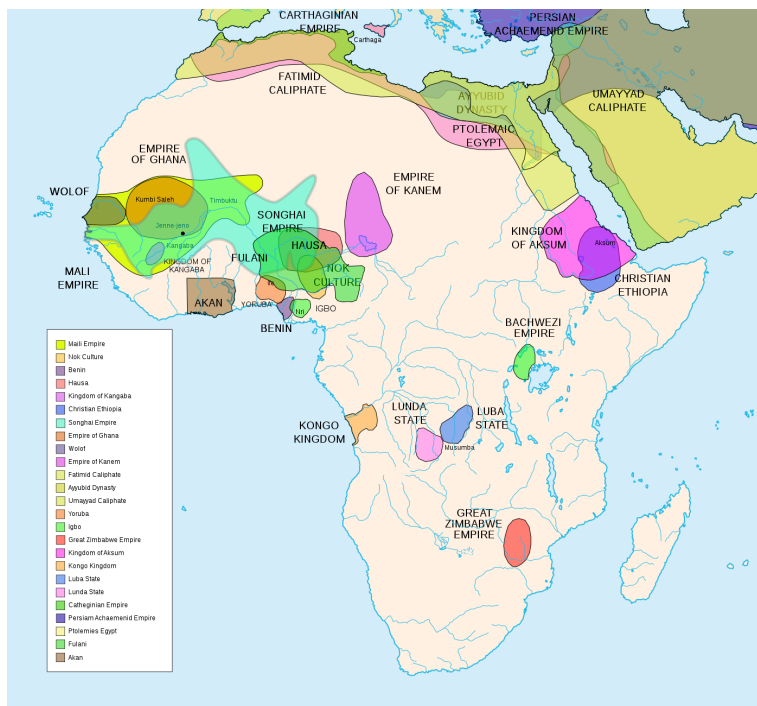 CARTHAGINIAN
EMPIRE
Carthaga
PERSIAN
ACHAEMENID EMPIRE
FATIMID
CALIPHATE
AYYUBID
DYNASTY
UMAYYAD
CALIPHATE
PTOLEMAIC
EGYPT
EMPIRE
OF GHANA
WOLOF
Kumbi Saleh
Timbuktu
Jenne-jeno
Kangaba
KINGDOM OF
KANGABA
MALI
EMPIRE
SONGHAI
EMPIRE
EMPIRE
OF KANEM
HAUSA
FULANI
NOK
CULTURE
KINGDOM
OF AKSUM
Aksum
CHRISTIAN
ETHIOPIA
AKAN
YORUBA
Ife
BENIN
Nri
IGBO
BACHWEZI
EMPIRE
KONGO
KINGDOM
LUNDA
STATE
LUBA
STATE
Musumba
GREAT
ZIMBABWE
EMPIRE
Maili Empire
Nok Culture
Benin
Hausa
Kingdom of Kangaba
Christian Ethiopia
Songhai Empire
Empire of Ghana
Wolof
Empire of Kanem
Fatimid Caliphate
Ayyubid Dynasty
Umayyad Caliphate
Yoruba
Igbo
Great Zimbabwe Empire
Kingdom of Aksum
Kongo Kingdom
Luba State
Lunda State
Catheginian Empire
Persiam Achaemenid Empire
Ptolemies Egypt
Fulani
Akan